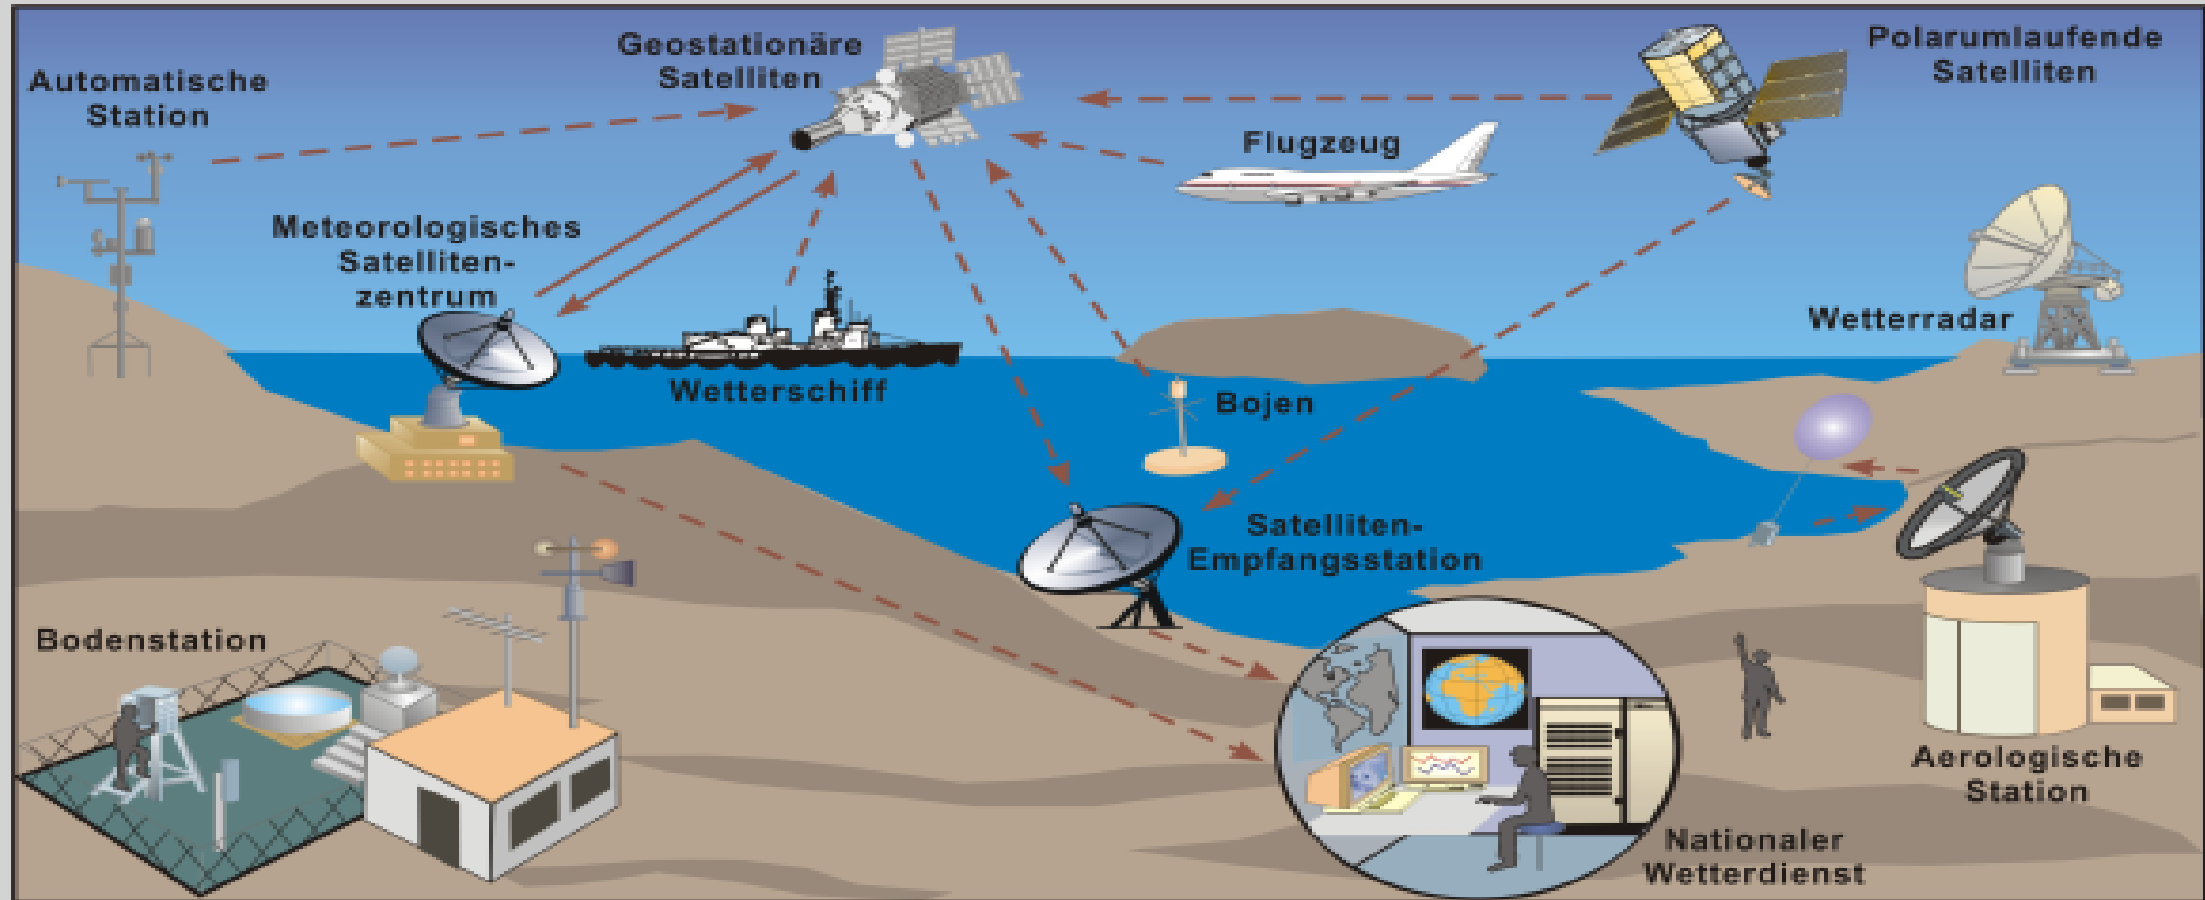 Automatische
Station
Geostationäre
Satelliten
Polarumlaufende
Satelliten
Flugzeug
Meteorologisches
Satelliten-
zentrum
Wetterradar
Wetterschiff
Bojen
Satelliten-
Empfangsstation
Bodenstation
Aerologische
Station
Nationaler
Wetterdienst